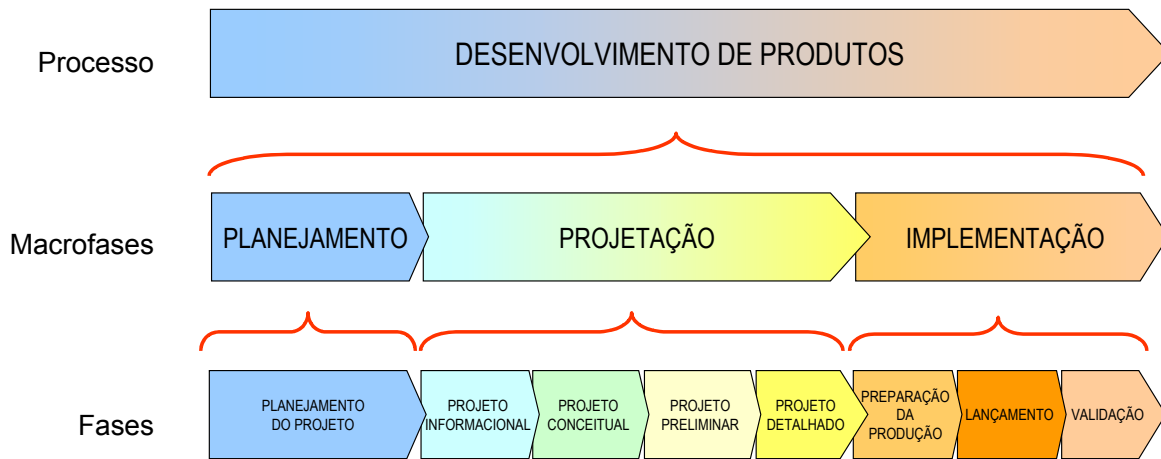 Processo
DESENVOLVIMENTO DE PRODUTOS
Macrofases
PLANEJAMENTO
PROJETAÇÃO
IMPLEMENTAÇÃO
Fases
PLANEJAMENTO
DO PROJETO
PROJETO
INFORMACIONAL
PROJETO
CONCEITUAL
PROJETO
PRELIMINAR
PROJETO
DETALHADO
PREPARAÇÃO
DA
PRODUÇÃO
LANÇAMENTO
VALIDAÇÃO